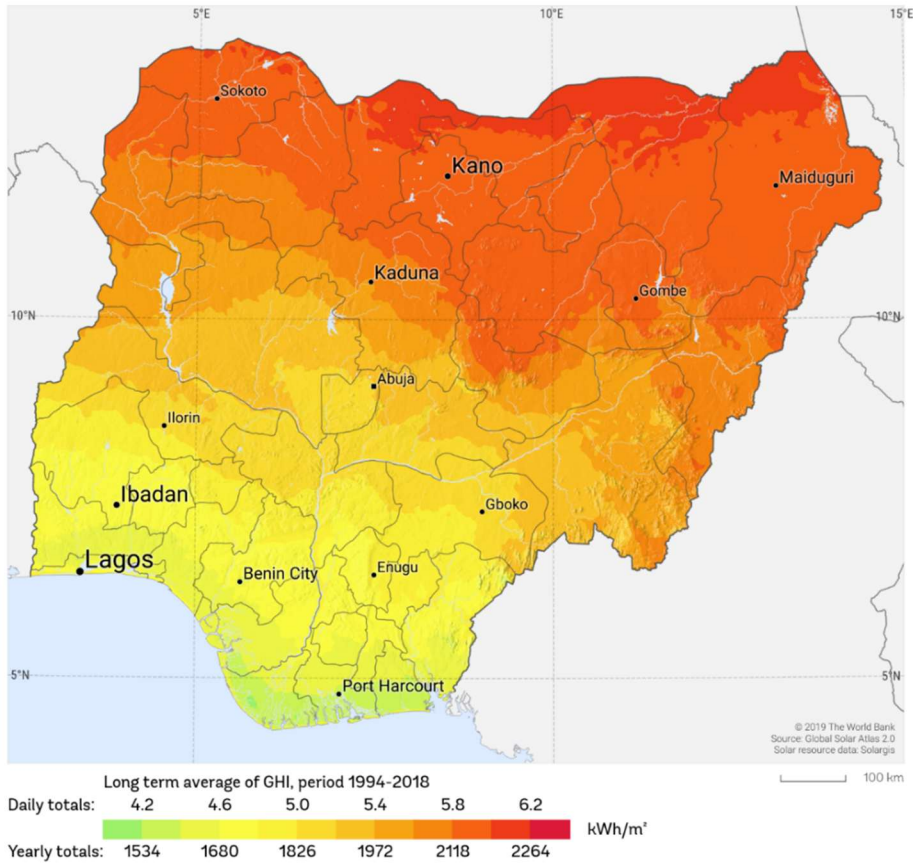 5°E 10°E 15°E
Sokoto
Kano
Maiduguri
Kaduna
Gombe
10°N 10°N
Abuja
Ilorin
Ibadan
Gboko
Lagos
Enugu
Benin City
5°N 5°N
Port Harcourt
© 2019 The World Bank
Source: Global Solar Atlas 2.0
Solar resource data: Solargis
100 km
Long term average of GHI, period 1994-2018
Daily totals: 4.2 4.6 5.0 5.4 5.8 6.2
kWh/m²
Yearly totals: 1534 1680 1826 1972 2118 2264